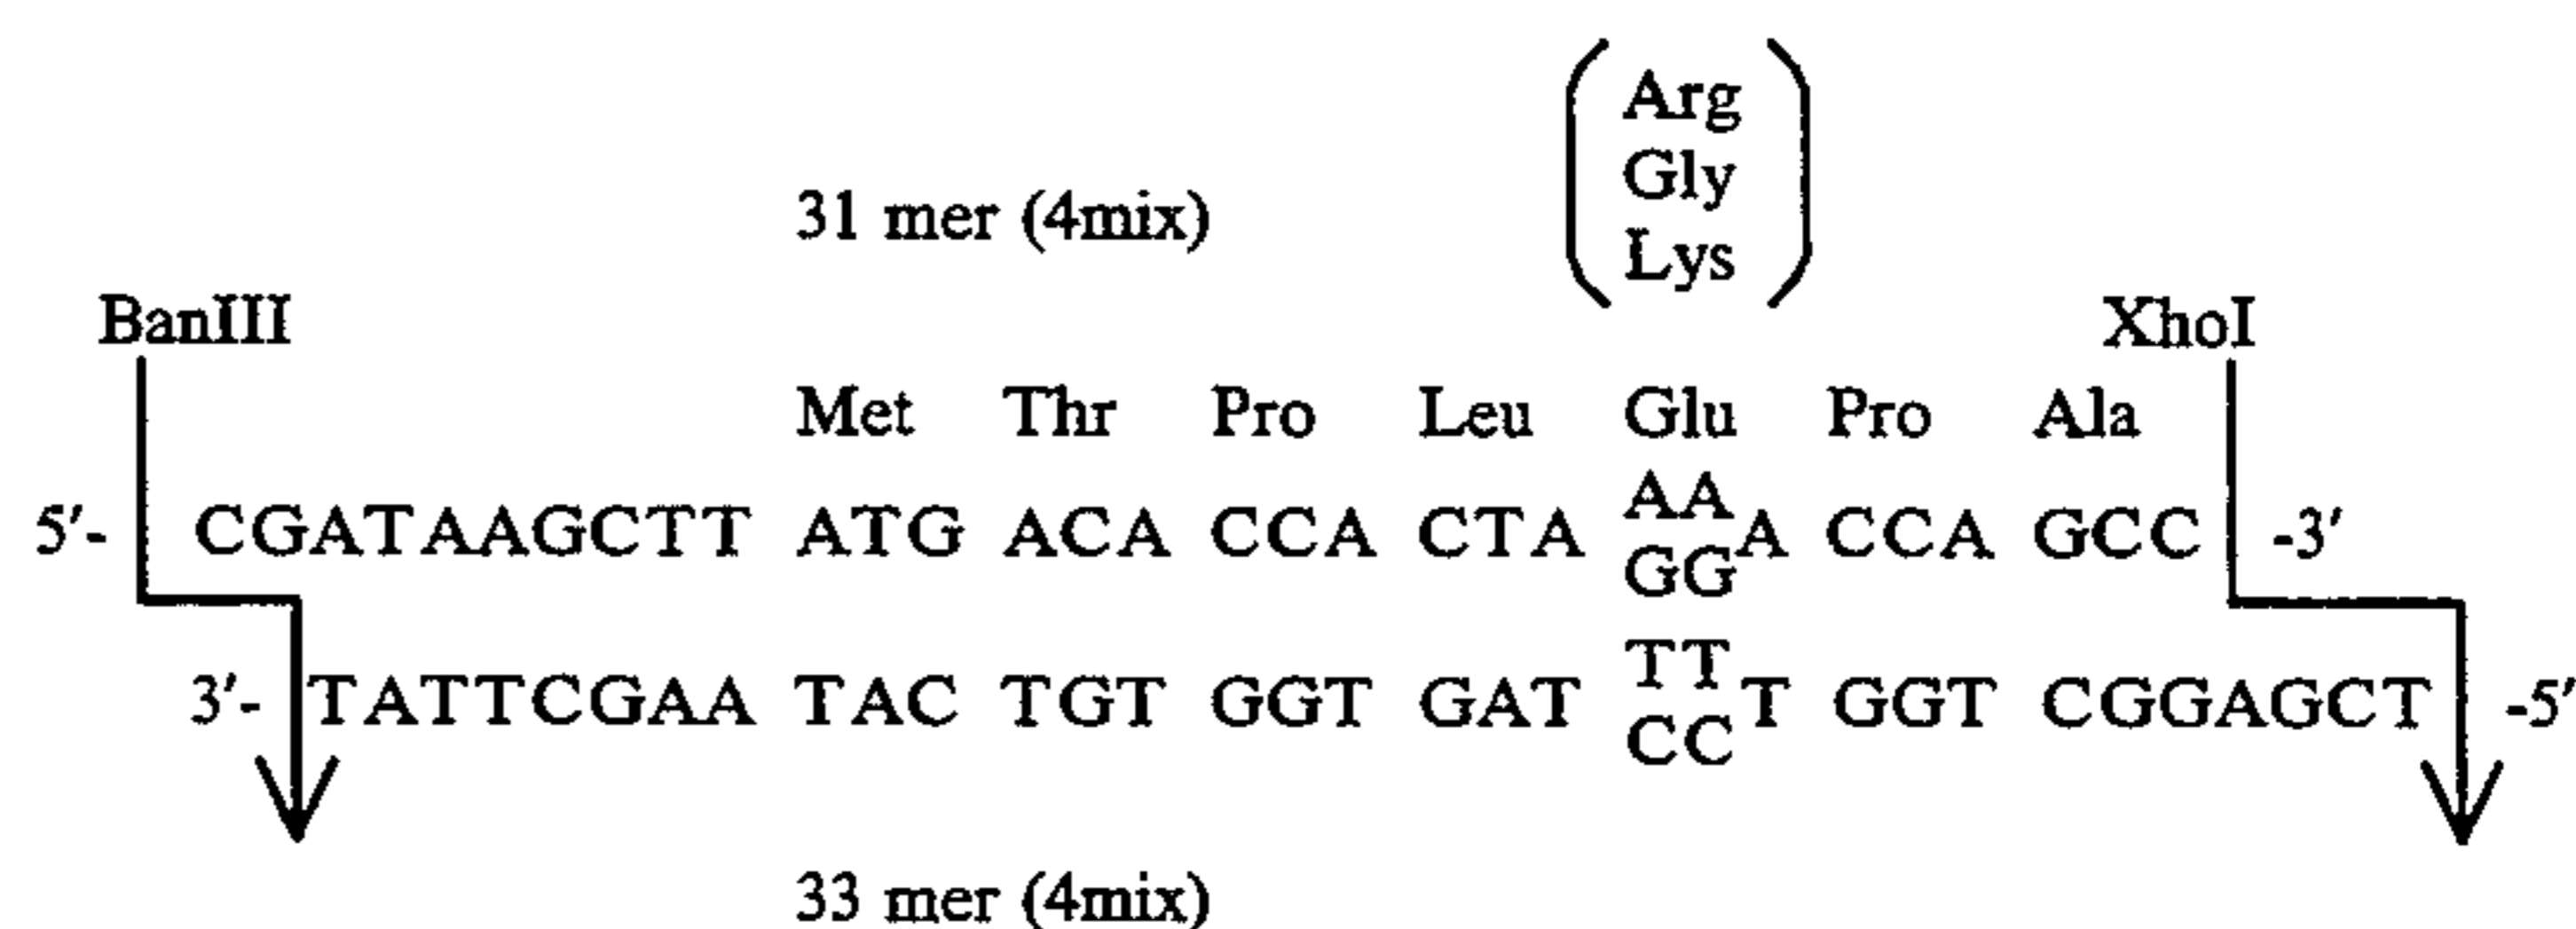 Arg
Gly
31 mer (4mix)
Lys
BanIII XhoI
Met Thr Pro Leu Glu Pro Ala
AA
5′- CGATAAGCTT ATG ACA CCA CTA A CCA GCC -3′
GG
TT
3′- TATTCGAA TAC TGT GGT GAT T GGT CGGAGCT -5′
CC
33 mer (4mix)